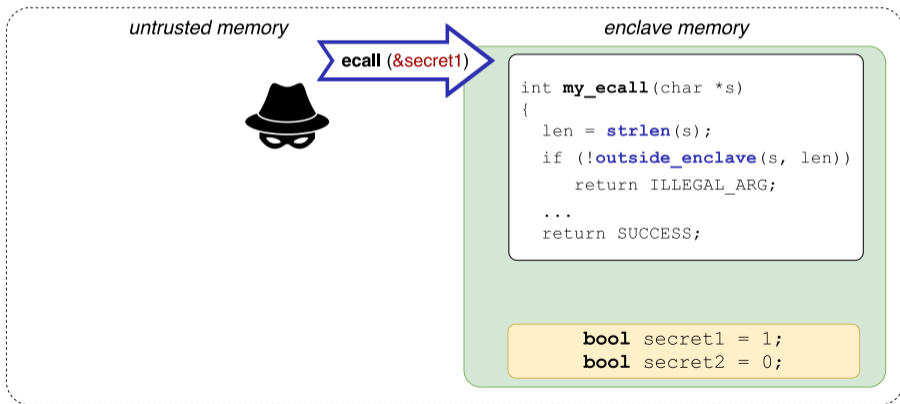 untrusted memory
enclave memory
ecall (&secret1)
int my_ecall(char *s)
{
len = strlen(s);
if (!outside_enclave(s, len))
return ILLEGAL_ARG;
...
return SUCCESS;
bool secret1 = 1;
bool secret2 = 0;